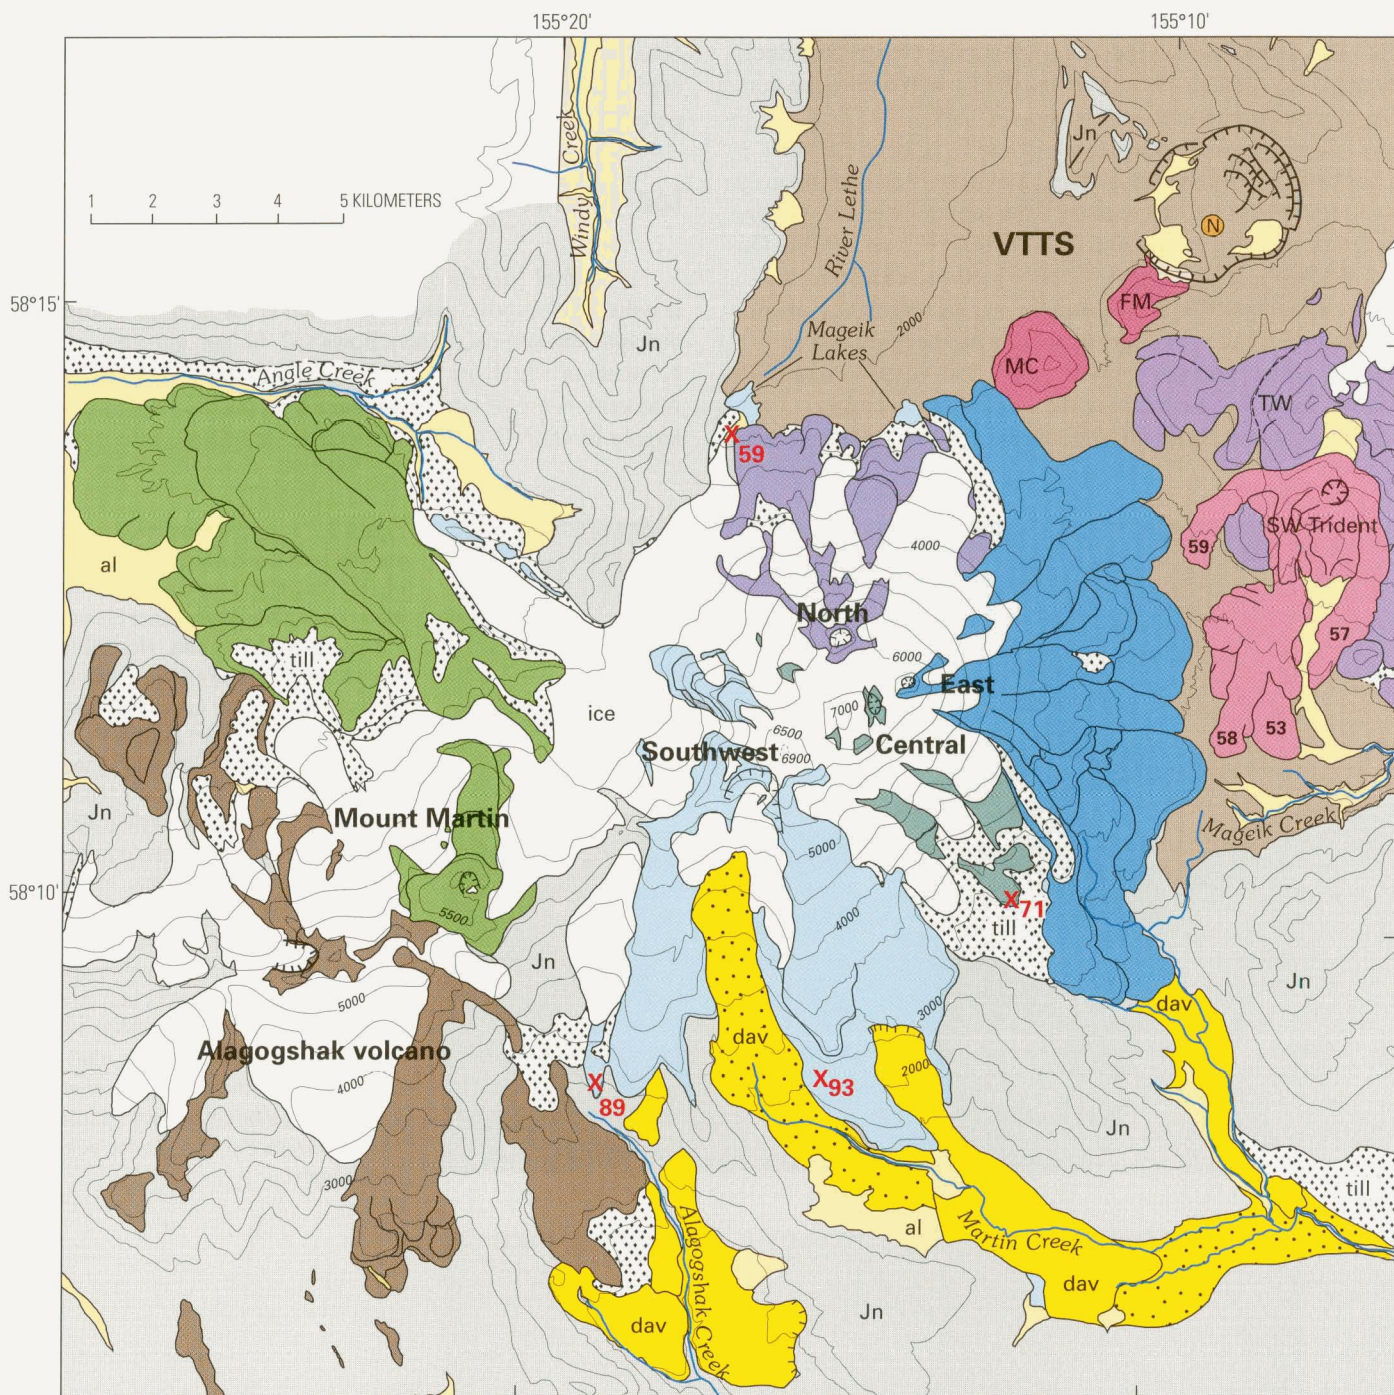 155°20'
155°10'
Windy Creek
Jn
River Lethe
N
VTTS
1 2 3 4 5 KILOMETERS
58°15'
FM
Mageik
Lakes
2000
Jn
MC
Angle Creek
TW
X
59
SW Trident
4000
59
al
North
57
till
6000
East
ice
7000
6500
Southwest
6900
Central
58
53
Jn
Mount Martin
Mageik Creek
5000
58°10'
5500
X
71
4000
till
Jn
Jn
5000
3000
dav
dav
Alagogshak volcano
4000
X
89
X
93
2000
Jn
3000
till
Alagogshak Creek
al
Martin Creek
dav
Jn
dav